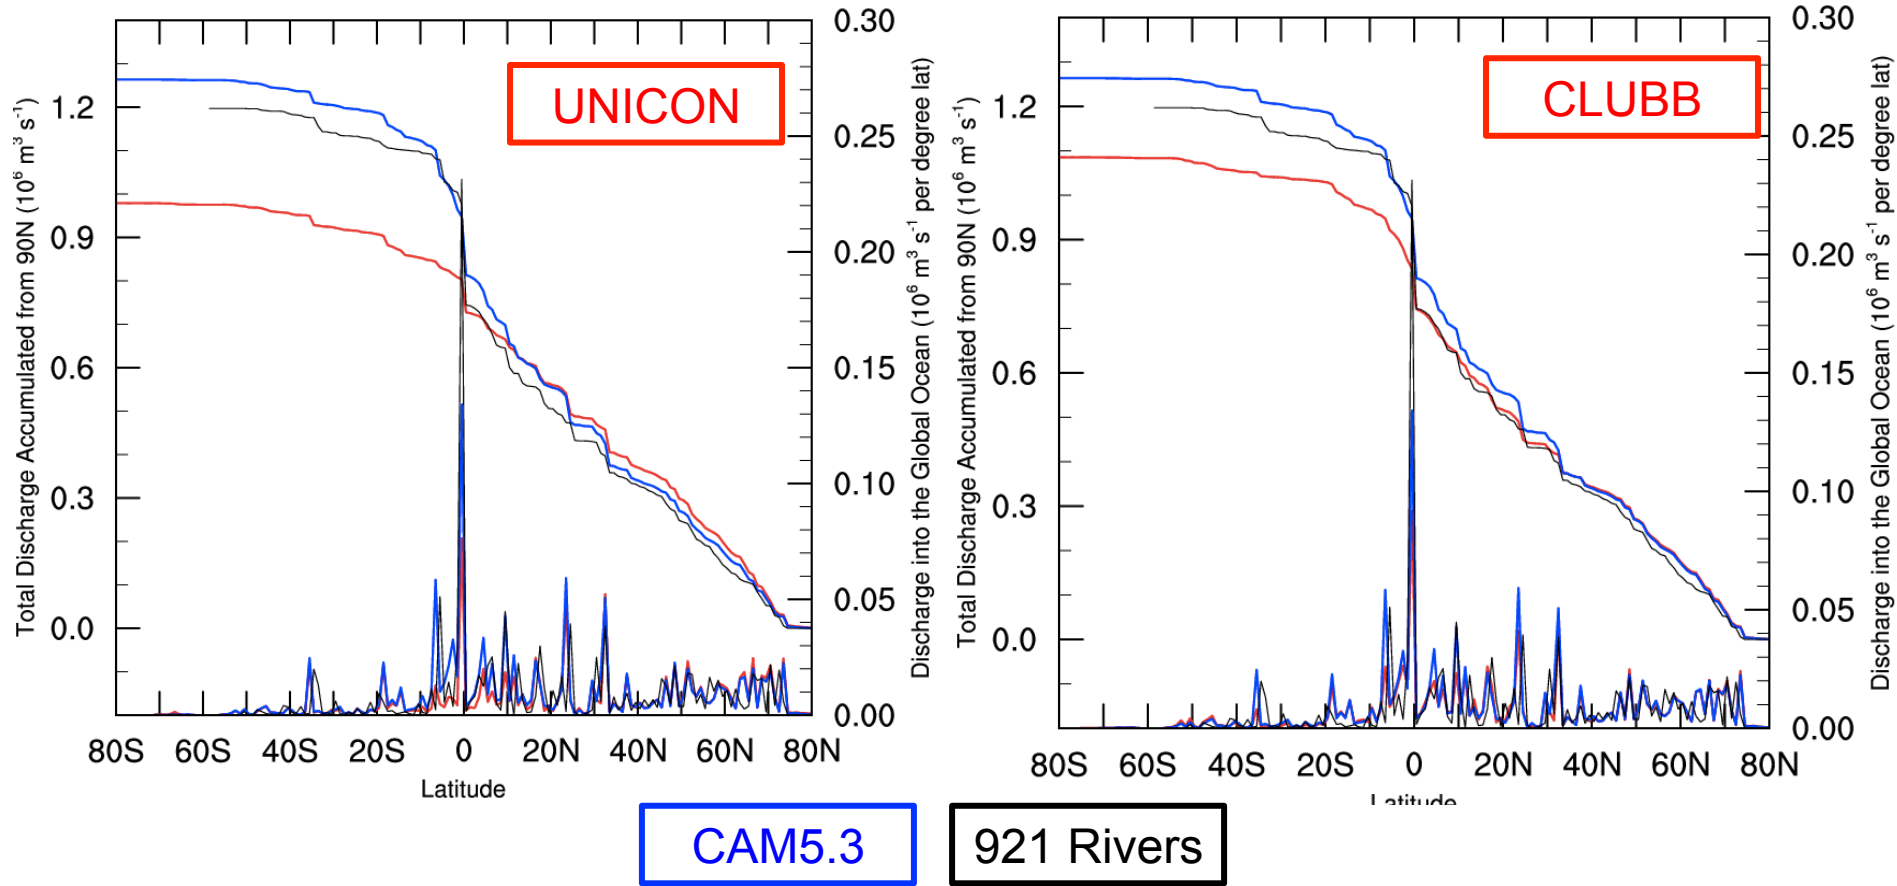 UNICON
Total Discharge Accumulated from 90N (10⁶ m³ s⁻¹)
1.2
0.9
0.6
0.3
0.0
0.30
0.25
0.20
0.15
0.10
0.05
0.00
Discharge into the Global Ocean (10⁶ m³ s⁻¹ per degree lat)
80S 60S 40S 20S 0 20N 40N 60N 80N
Latitude
CLUBB
Total Discharge Accumulated from 90N (10⁶ m³ s⁻¹)
1.2
0.9
0.6
0.3
0.0
0.30
0.25
0.20
0.15
0.10
0.05
0.00
Discharge into the Global Ocean (10⁶ m³ s⁻¹ per degree lat)
80S 60S 40S 20S 0 20N 40N 60N 80N
Latitude
CAM5.3
921 Rivers